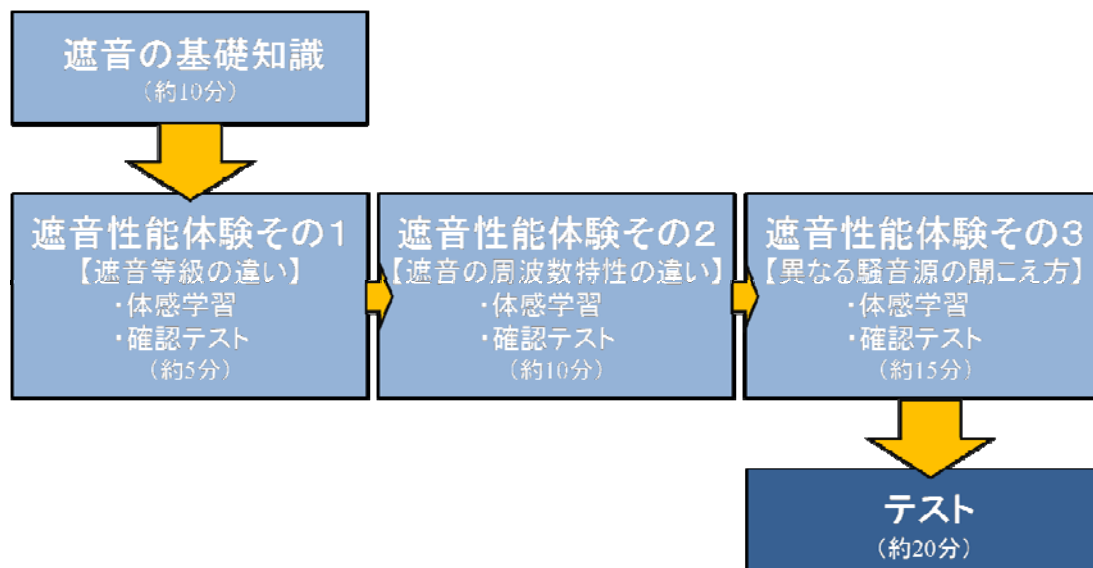 遮音の基礎知識
（約10分）
遮音性能体験その１
【遮音等級の違い】
・体感学習
・確認テスト
（約5分）
遮音性能体験その２
【遮音の周波数特性の違い】
・体感学習
・確認テスト
（約10分）
遮音性能体験その３
【異なる騒音源の聞こえ方】
・体感学習
・確認テスト
（約15分）
テスト
（約20分）